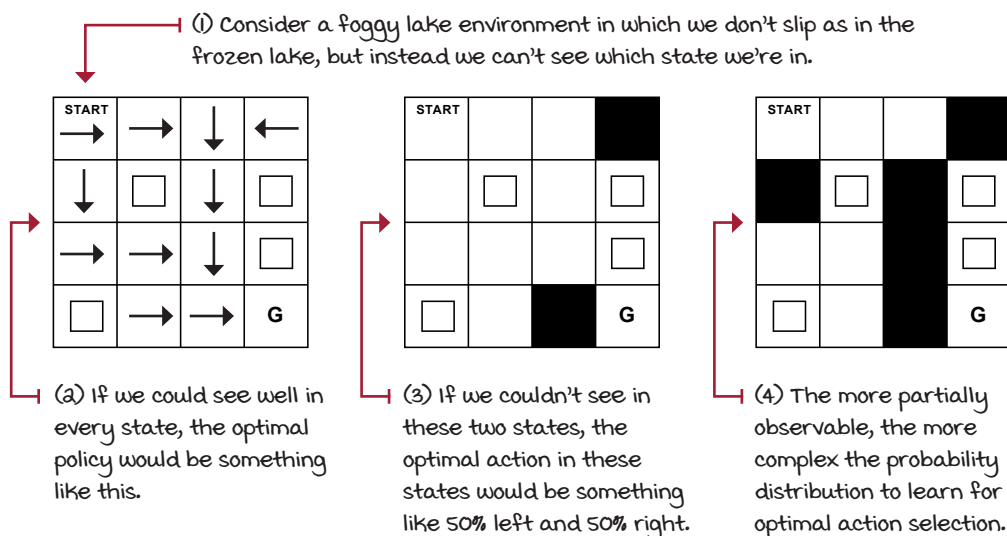 (1) Consider a foggy lake environment in which we don't slip as in the
frozen lake, but instead we can't see which state we're in.
START
G
START
G
START
G
(2) If we could see well in
every state, the optimal
policy would be something
like this.
(3) If we couldn't see in
these two states, the
optimal action in these
states would be something
like 50% left and 50% right.
(4) The more partially
observable, the more
complex the probability
distribution to learn for
optimal action selection.